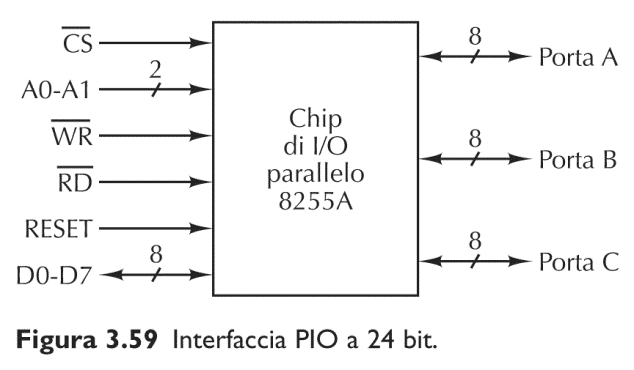 CS
A0-A1
2
WR
RD
RESET
D0-D7
8
Chip
di I/O
parallelo
8255A
8
Porta A
8
Porta B
8
Porta C
Figura 3.59 Interfaccia PIO a 24 bit.